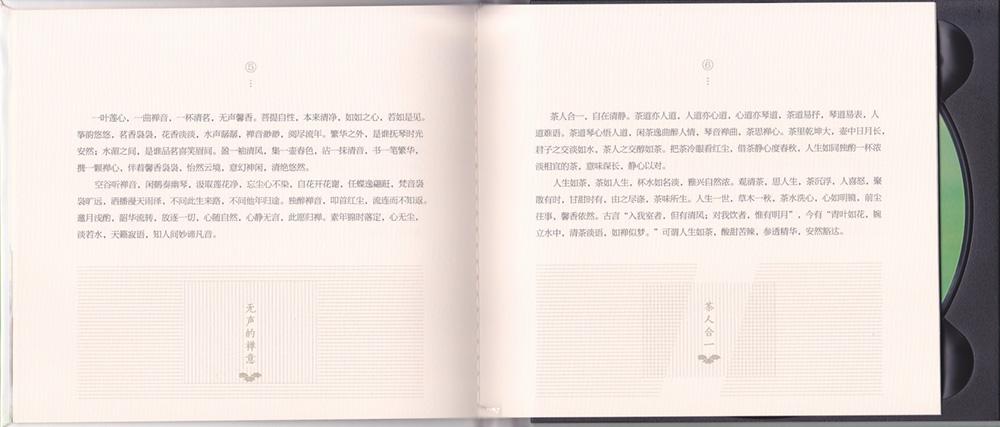 ⑤
一叶莲心，一曲禅音，一杯清茗，无声馨香。菩提自性，本来清净，如如之心，若如是见。
筝韵悠悠，茗香袅袅，花香淡淡，水声潺潺，禅音渺渺，阅尽流年。繁华之外，是谁抚琴时光
安然；水湄之间，是谁品茗喜笑眉间。盈一袖清风，集一壶春色，沾一抹清音，书一笔繁华，
携一颗禅心，伴着馨香袅袅，怡然云境，意幻神闲，清绝悠然。
空谷听禅音，闲鹤奏幽琴，汲取莲花净，忘尘心不染，自花开花谢，任蝶逸翩跹，梵音袅
袅旷远，洒播漫天雨泽，不问此生来路，不问他年归途。独醉禅音，叩首红尘，流连而不知返。
邀月浅酌，韶华流转，放逐一切，心随自然，心静无言，此愿归禅。素年锦时落定，心无尘，
淡若水，天籁寂语，知人间妙谛凡音。
无声的禅意
⑥
茶人合一，自在清静。茶道亦人道，人道亦心道，心道亦琴道，茶道易抒，琴道易表，人
道难语。茶道琴心悟人道，闲茶逸曲醉人情，琴音禅曲，茶思禅心。茶里乾坤大，壶中日月长，
君子之交淡如水，茶人之交醇如茶。把茶冷眼看红尘，借茶静心度春秋，人生如同独酌一杯浓
淡相宜的茶，意味深长，静心以对。
人生如茶，茶如人生，杯水如名淡，雅兴自然浓。观清茶，思人生，茶沉浮，人喜怒，聚
散有时，甘甜时有，由之尽涤，茶味所生。人生一世，草木一秋，茶水洗心，心如明镜，前尘
往事，馨香依然。古言“入我室者，但有清风；对我饮者，惟有明月”，今有“青叶如花，婉
立水中，清茶淡语，如禅似梦。”可谓人生如茶，酸甜苦辣，参透精华，安然豁达。
茶人合一